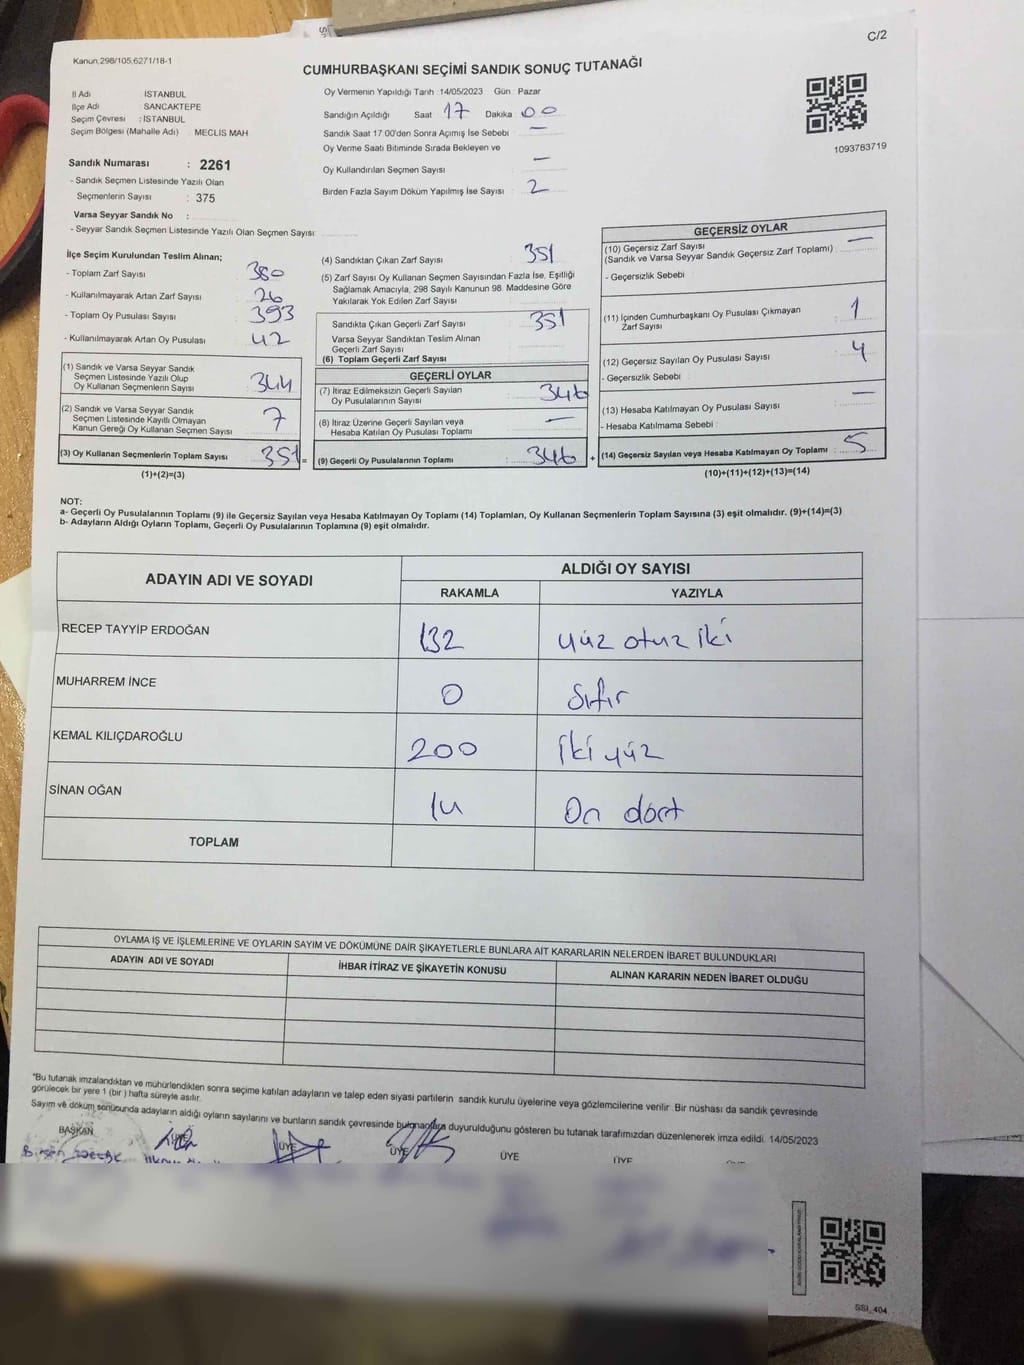 C/2
Kanun,298/105,6271/18-1
CUMHURBAŞKANI SEÇİMİ SANDIK SONUÇ TUTANAĞI
İl Adı İSTANBUL
İlçe Adı SANCAKTEPE
Seçim Çevresi : İSTANBUL
Seçim Bölgesi (Mahalle Adı) MECLİS MAH
Sandık Numarası : 2261
- Sandık Seçmen Listesinde Yazılı Olan
Seçmenlerin Sayısı : 375
Varsa Seyyar Sandık No :
- Seyyar Sandık Seçmen Listesinde Yazılı Olan Seçmen Sayısı:
Oy Vermenin Yapıldığı Tarih :14/05/2023 Gün : Pazar
Sandığın Açıldığı Saat 17 Dakika 00
Sandık Saat 17:00'den Sonra Açımış İse Sebebi —
Oy Verme Saati Bitiminde Sırada Bekleyen ve
Oy Kullandırılan Seçmen Sayısı —
Birden Fazla Sayım Döküm Yapılmış İse Sayısı 2
1093783719
İlçe Seçim Kurulundan Teslim Alınan;
- Toplam Zarf Sayısı 380
- Kullanılmayarak Artan Zarf Sayısı 26
- Toplam Oy Pusulası Sayısı 393
- Kullanılmayarak Artan Oy Pusulası 42
(1) Sandık ve Varsa Seyyar Sandık
Seçmen Listesinde Yazılı Olup
Oy Kullanan Seçmenlerin Sayısı 344
(2) Sandık ve Varsa Seyyar Sandık
Seçmen Listesinde Kayıtlı Olmayan
Kanun Gereği Oy Kullanan Seçmen Sayısı 7
(3) Oy Kullanan Seçmenlerin Toplam Sayısı 351 =
(1)+(2)=(3)
(4) Sandıktan Çıkan Zarf Sayısı 351
(5) Zarf Sayısı Oy Kullanan Seçmen Sayısından Fazla İse, Eşitliği
Sağlamak Amacıyla, 298 Sayılı Kanunun 98. Maddesine Göre
Yakılarak Yok Edilen Zarf Sayısı :
Sandıkta Çıkan Geçerli Zarf Sayısı 351
Varsa Seyyar Sandıktan Teslim Alınan
Geçerli Zarf Sayısı :
(6) Toplam Geçerli Zarf Sayısı
GEÇERLİ OYLAR
(7) İtiraz Edilmeksizin Geçerli Sayılan
Oy Pusulalarının Sayısı 346
(8) İtiraz Üzerine Geçerli Sayılan veya
Hesaba Katılan Oy Pusulası Toplamı —
(9) Geçerli Oy Pusulalarının Toplamı : 346 +
GEÇERSİZ OYLAR
(10) Geçersiz Zarf Sayısı —
(Sandık ve Varsa Seyyar Sandık Geçersiz Zarf Toplamı) :
- Geçersizlik Sebebi :
(11) İçinden Cumhurbaşkanı Oy Pusulası Çıkmayan
Zarf Sayısı : 1
(12) Geçersiz Sayılan Oy Pusulası Sayısı : 4
- Geçersizlik Sebebi :
(13) Hesaba Katılmayan Oy Pusulası Sayısı : —
- Hesaba Katılmama Sebebi :
(14) Geçersiz Sayılan veya Hesaba Katılmayan Oy Toplamı : 5
(10)+(11)+(12)+(13)=(14)
NOT:
a- Geçerli Oy Pusulalarının Toplamı (9) ile Geçersiz Sayılan veya Hesaba Katılmayan Oy Toplamı (14) Toplamları, Oy Kullanan Seçmenlerin Toplam Sayısına (3) eşit olmalıdır. (9)+(14)=(3)
b- Adayların Aldığı Oyların Toplamı, Geçerli Oy Pusulalarının Toplamına (9) eşit olmalıdır.
ADAYIN ADI VE SOYADI ALDIĞI OY SAYISI
RAKAMLA YAZIYLA
RECEP TAYYİP ERDOĞAN 132 yüz otuz iki
MUHARREM İNCE 0 Sıfır
KEMAL KILIÇDAROĞLU 200 İki yüz
SİNAN OĞAN 14 On dört
TOPLAM
OYLAMA İŞ VE İŞLEMLERİNE VE OYLARIN SAYIM VE DÖKÜMÜNE DAİR ŞİKAYETLERLE BUNLARA AİT KARARLARIN NELERDEN İBARET BULUNDUKLARI
ADAYIN ADI VE SOYADI İHBAR İTİRAZ VE ŞİKAYETİN KONUSU ALINAN KARARIN NEDEN İBARET OLDUĞU
*Bu tutanak imzalandıktan ve mühürlendikten sonra seçime katılan adayların ve talep eden siyasi partilerin sandık kurulu üyelerine veya gözlemcilerine verilir. Bir nüshası da sandık çevresinde
görülecek bir yere 1 (bir ) hafta süreyle asılır.
Sayım ve döküm sonucunda adayların aldığı oyların sayılarını ve bunların sandık çevresinde bulunanlara duyurulduğunu gösteren bu tutanak tarafımızdan düzenlenerek imza edildi. 14/05/2023
BAŞKAN ÜYE ÜYE ÜYE ÜYE ÜYE
SSİ_404